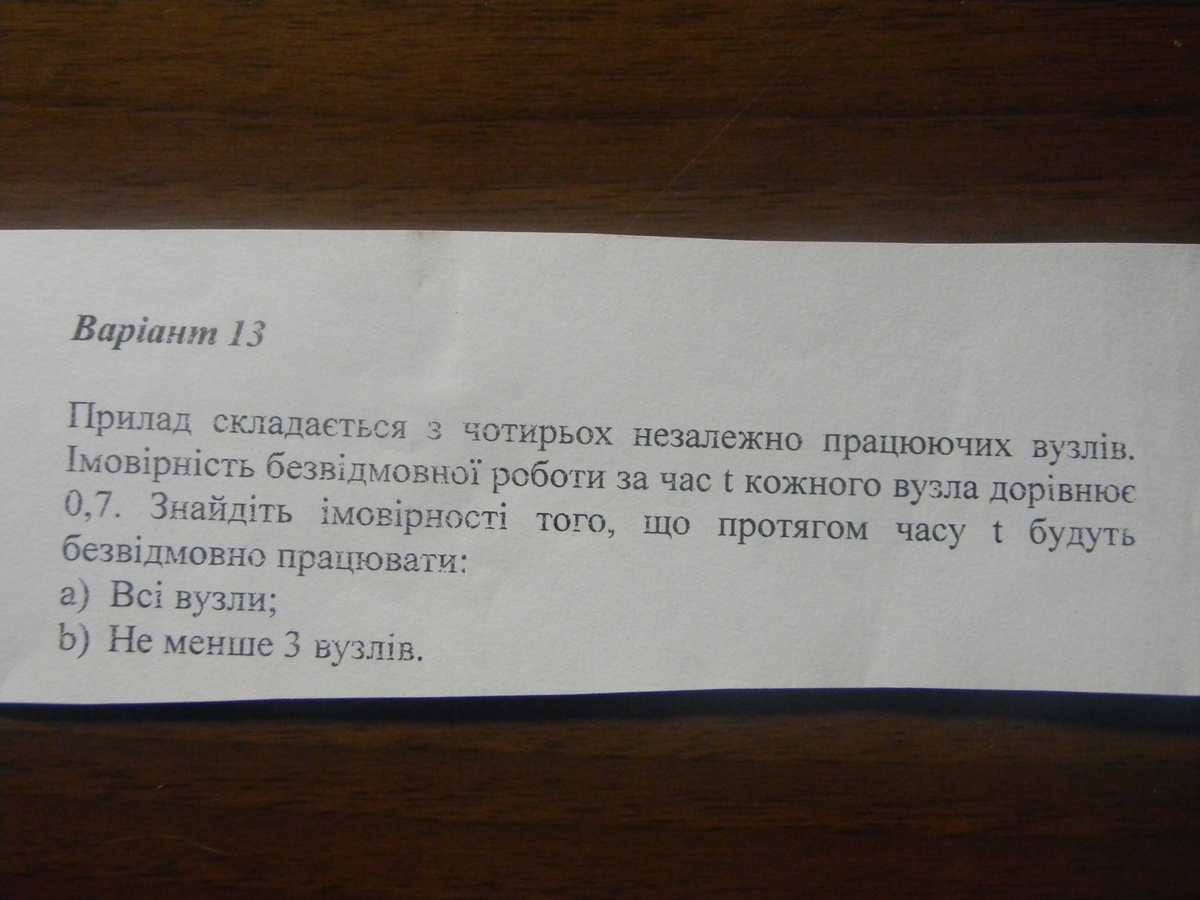 Варіант 13
Прилад складається з чотирьох незалежно працюючих вузлів.
Імовірність безвідмовної роботи за час t кожного вузла дорівнює
0,7. Знайдіть імовірності того, що протягом часу t будуть
безвідмовно працювати:
a) Всі вузли;
b) Не менше 3 вузлів.